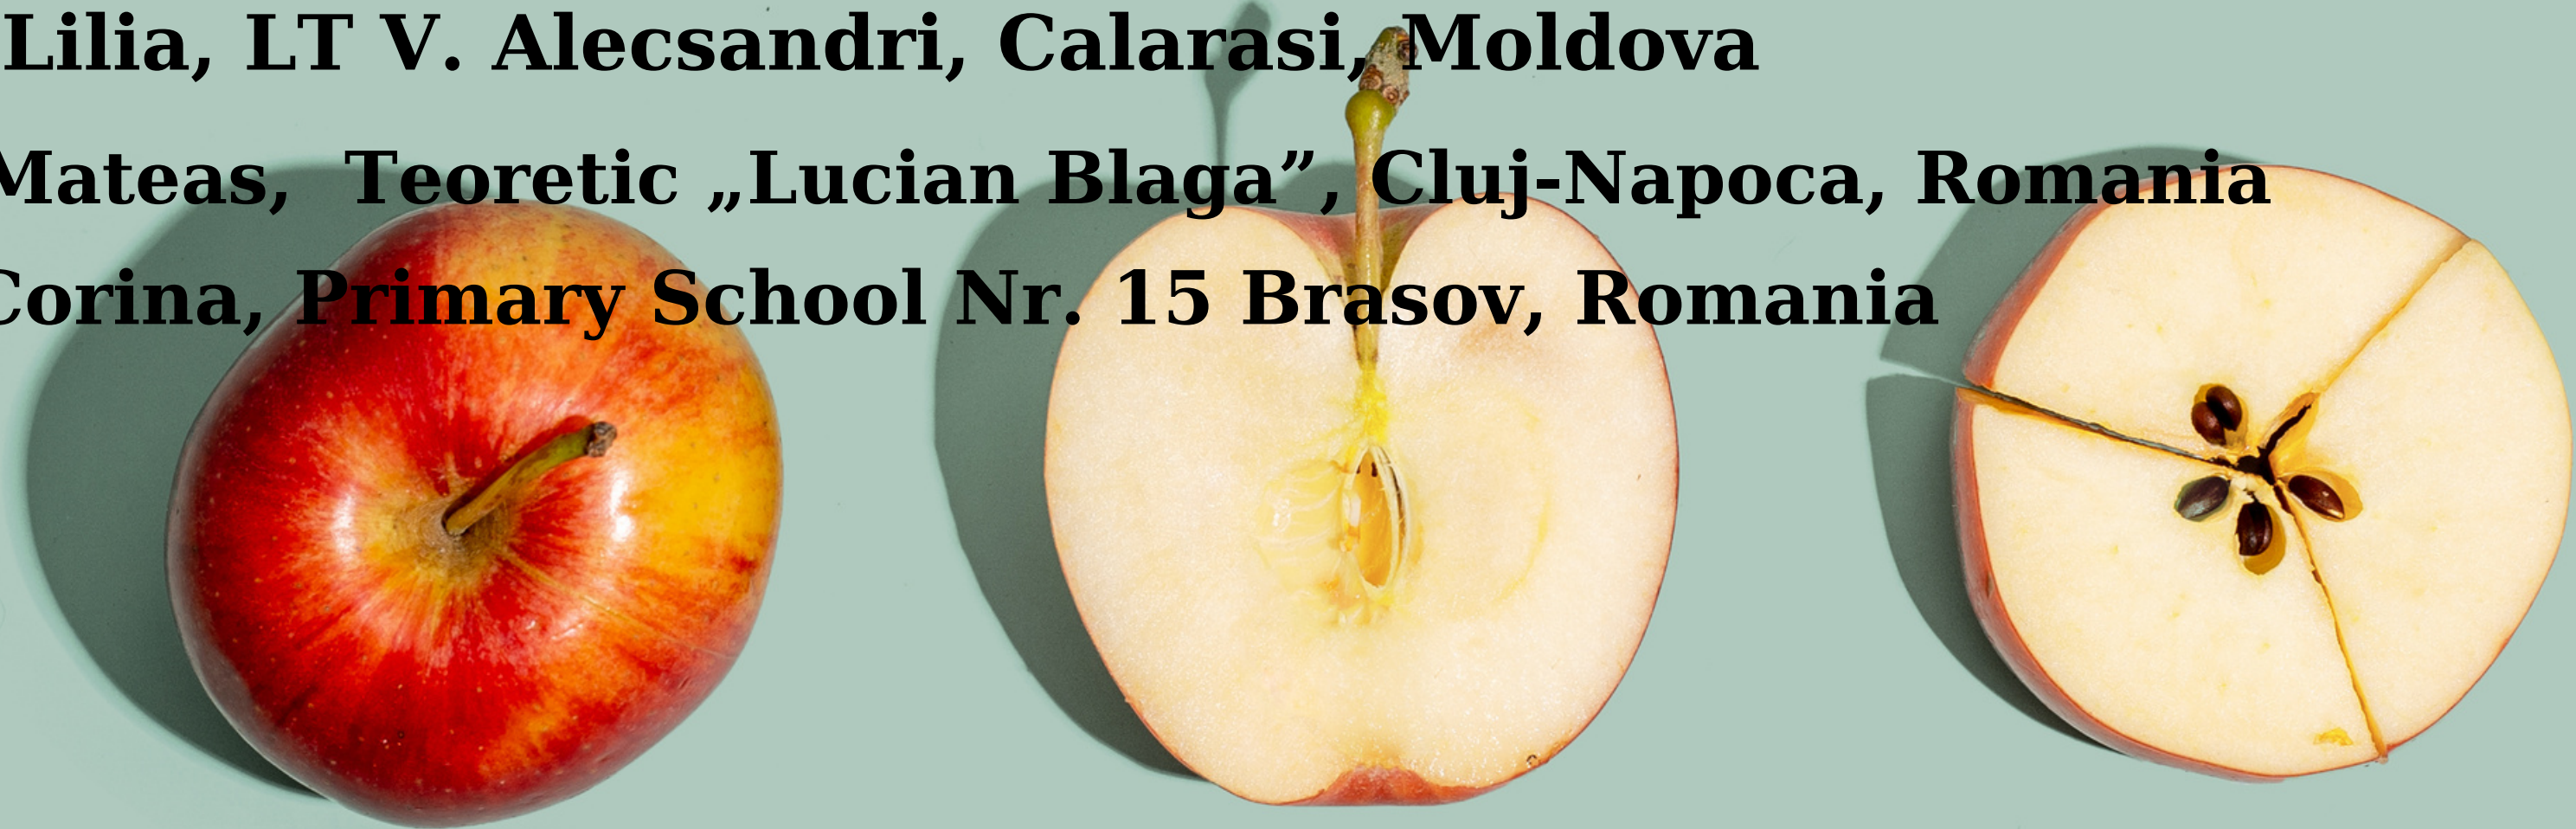 Lilia, LT V. Alecsandri, Calarasi, Moldova
Mateas, Teoretic „Lucian Blaga”, Cluj-Napoca, Romania
Corina, Primary School Nr. 15 Brasov, Romania